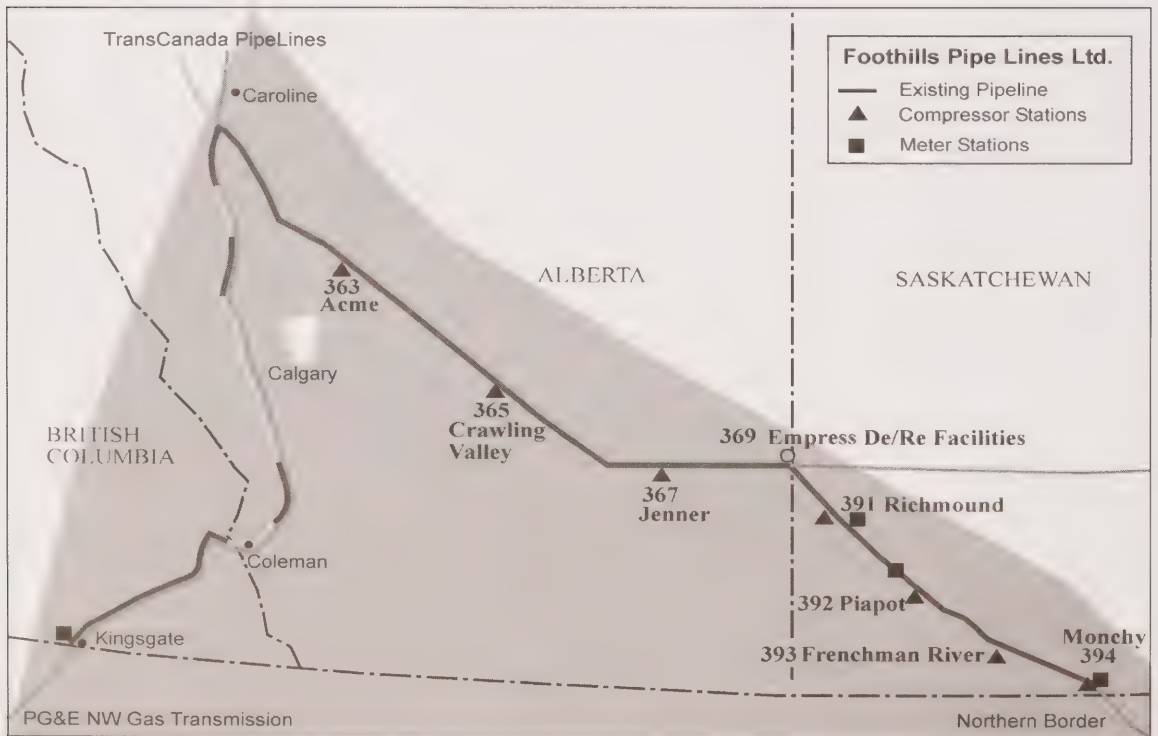 TransCanada PipeLines
Caroline
Foothills Pipe Lines Ltd.
Existing Pipeline
Compressor Stations
Meter Stations
ALBERTA
SASKATCHEWAN
363
Acme
Calgary
365
Crawling
Valley
BRITISH
COLUMBIA
369 Empress De/Re Facilities
367
Jenner
391 Richmound
Coleman
392 Piapot
Kingsgate
393 Frenchman River
Monchy
394
PG&E NW Gas Transmission
Northern Border